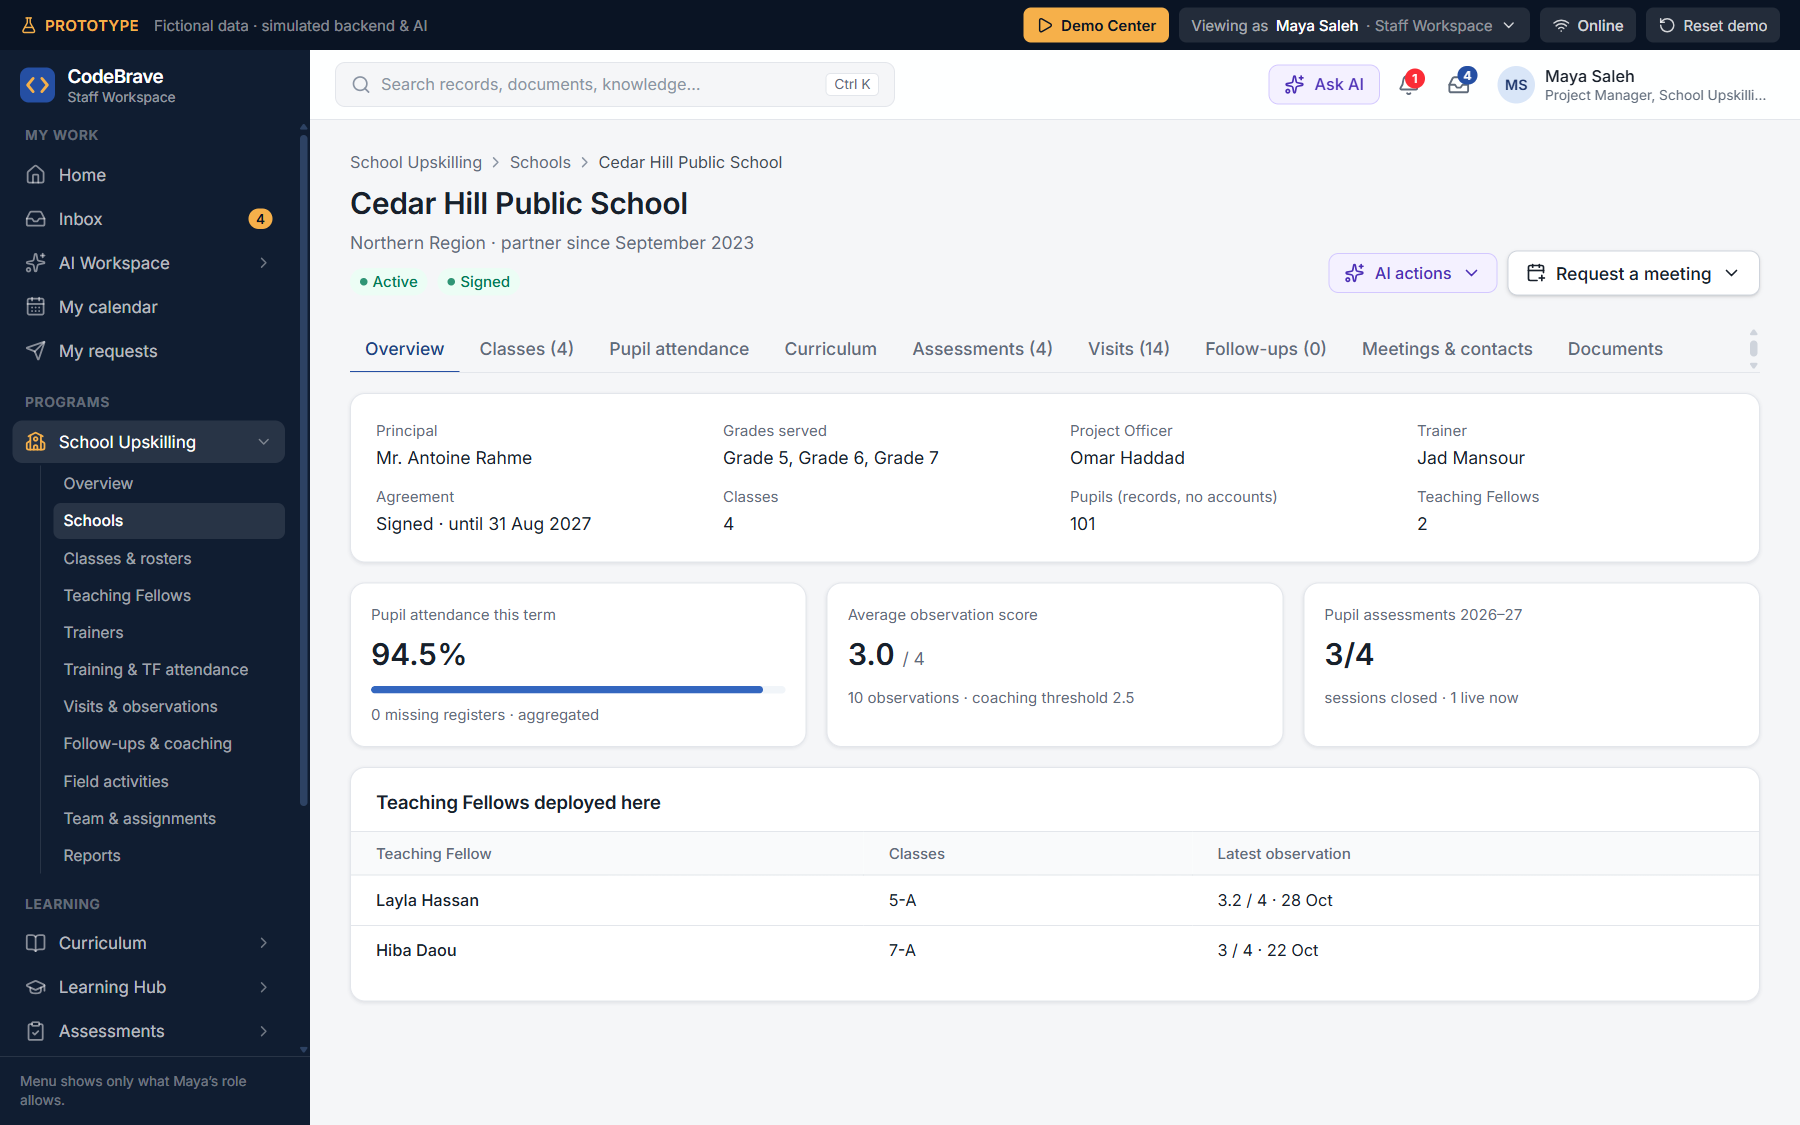 PROTOTYPE Fictional data · simulated backend & AI
Demo Center
Viewing as Maya Saleh · Staff Workspace
Online
Reset demo
CodeBrave
Staff Workspace
MY WORK
Home
Inbox 4
AI Workspace
My calendar
My requests
PROGRAMS
School Upskilling
Overview
Schools
Classes & rosters
Teaching Fellows
Trainers
Training & TF attendance
Visits & observations
Follow-ups & coaching
Field activities
Team & assignments
Reports
LEARNING
Curriculum
Learning Hub
Assessments
Menu shows only what Maya's role
allows.
Search records, documents, knowledge... Ctrl K
Ask AI
1
4
MS
Maya Saleh
Project Manager, School Upskilli...
School Upskilling > Schools > Cedar Hill Public School
Cedar Hill Public School
Northern Region · partner since September 2023
Active Signed
AI actions
Request a meeting
Overview Classes (4) Pupil attendance Curriculum Assessments (4) Visits (14) Follow-ups (0) Meetings & contacts Documents
Principal Grades served Project Officer Trainer
Mr. Antoine Rahme Grade 5, Grade 6, Grade 7 Omar Haddad Jad Mansour
Agreement Classes Pupils (records, no accounts) Teaching Fellows
Signed · until 31 Aug 2027 4 101 2
Pupil attendance this term
94.5%
0 missing registers · aggregated
Average observation score
3.0 / 4
10 observations · coaching threshold 2.5
Pupil assessments 2026–27
3/4
sessions closed · 1 live now
Teaching Fellows deployed here
Teaching Fellow Classes Latest observation
Layla Hassan 5-A 3.2 / 4 · 28 Oct
Hiba Daou 7-A 3 / 4 · 22 Oct